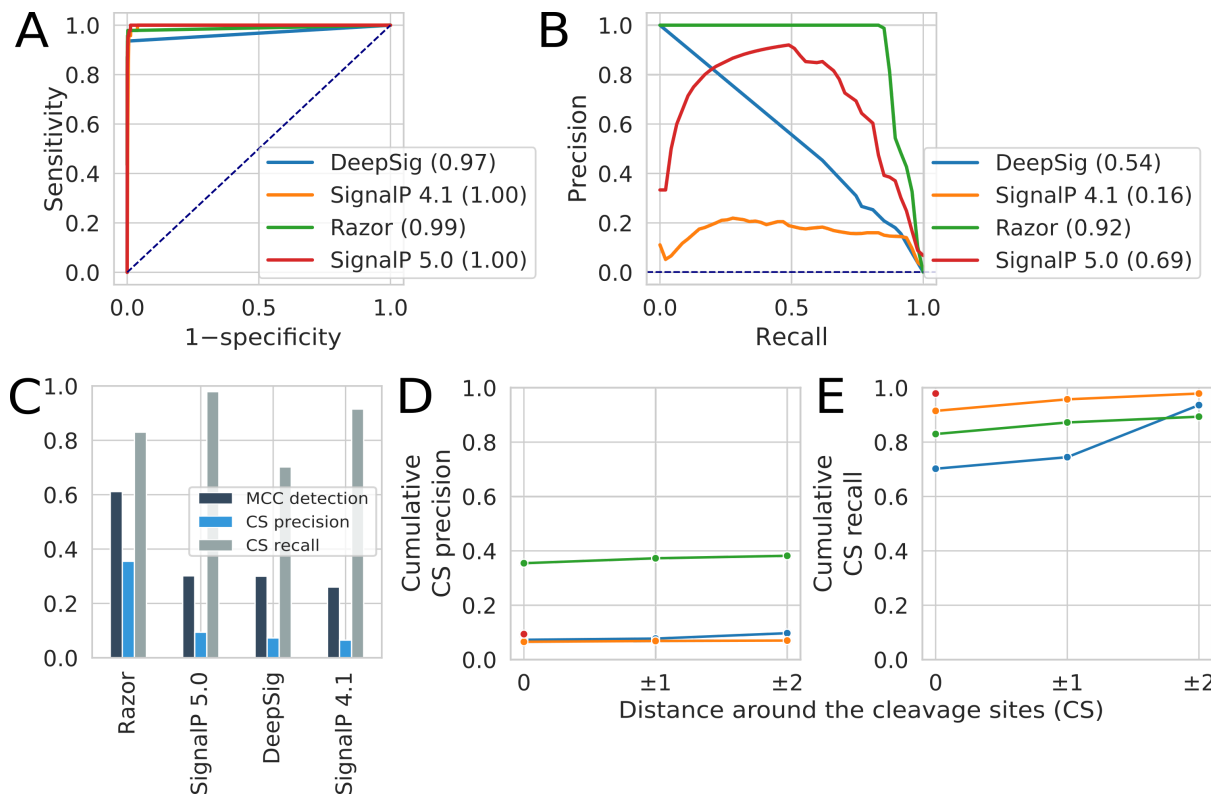 A
Sensitivity
1.0
0.8
0.6
0.4
0.2
0.0
DeepSig (0.97)
SignalP 4.1 (1.00)
Razor (0.99)
SignalP 5.0 (1.00)
0.0 0.5 1.0
1−specificity
B
Precision
1.0
0.8
0.6
0.4
0.2
0.0
DeepSig (0.54)
SignalP 4.1 (0.16)
Razor (0.92)
SignalP 5.0 (0.69)
0.0 0.5 1.0
Recall
C
1.0
0.8
0.6
0.4
0.2
0.0
MCC detection
CS precision
CS recall
Razor
SignalP 5.0
DeepSig
SignalP 4.1
D
Cumulative
CS precision
1.0
0.8
0.6
0.4
0.2
0.0
0 ±1 ±2
E
Cumulative
CS recall
1.0
0.8
0.6
0.4
0.2
0.0
0 ±1 ±2
Distance around the cleavage sites (CS)